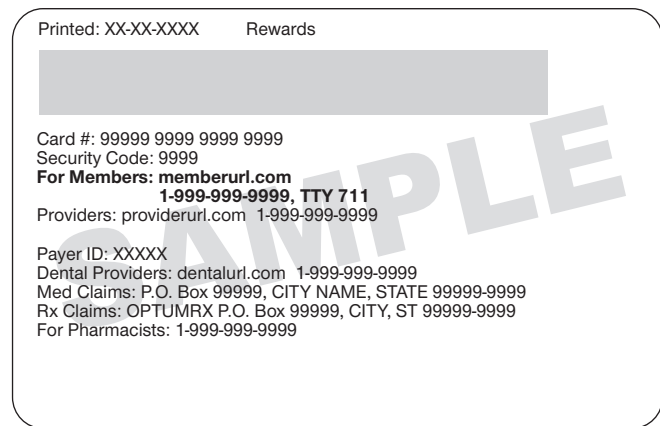 Printed: XX-XX-XXXX Rewards
Card #: 99999 9999 9999 9999
Security Code: 9999
For Members: memberurl.com
1-999-999-9999, TTY 711
Providers: providerurl.com 1-999-999-9999
Payer ID: XXXXX
Dental Providers: dentalurl.com 1-999-999-9999
Med Claims: P.O. Box 99999, CITY NAME, STATE 99999-9999
Rx Claims: OPTUMRX P.O. Box 99999, CITY, ST 99999-9999
For Pharmacists: 1-999-999-9999
SAMPLE